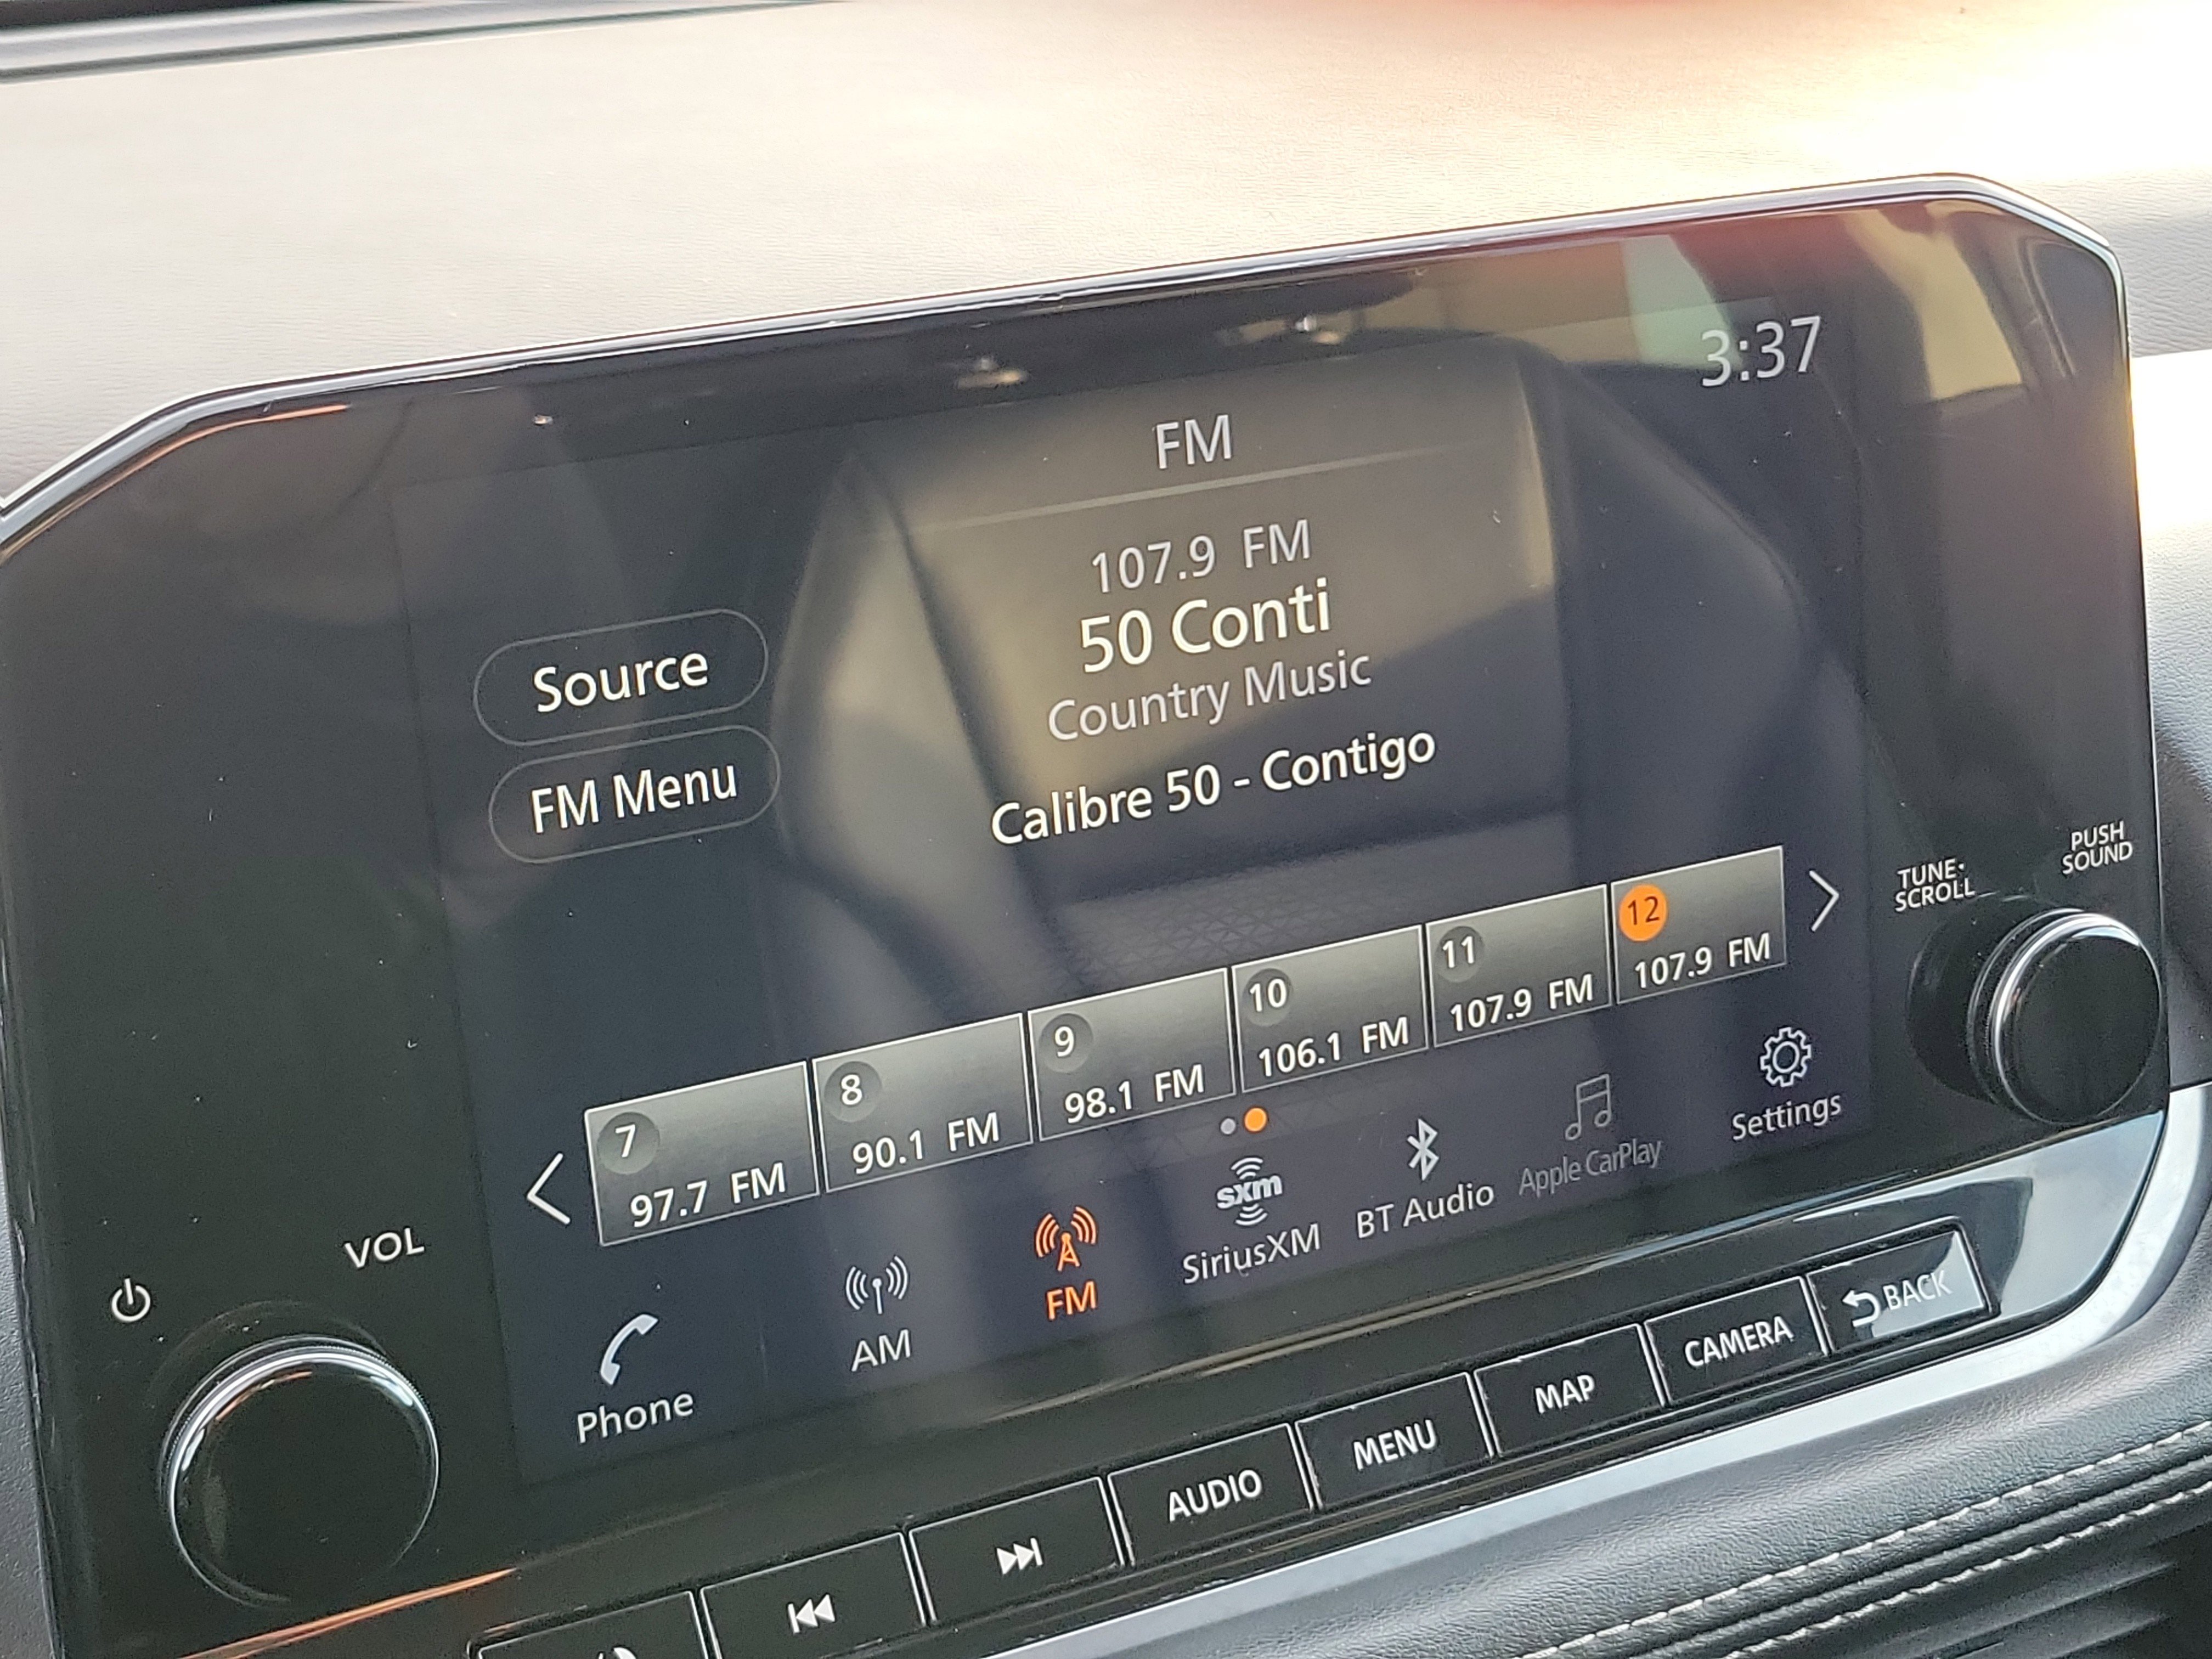 3:37
FM
107.9 FM
50 Conti
Country Music
Calibre 50 - Contigo
Source
FM Menu
7
97.7 FM
8
90.1 FM
9
98.1 FM
10
106.1 FM
11
107.9 FM
12
107.9 FM
TUNE·
SCROLL
PUSH
SOUND
VOL
Phone
AM
FM
sxm
SiriusXM
BT Audio
Apple CarPlay
Settings
AUDIO
MENU
MAP
CAMERA
BACK